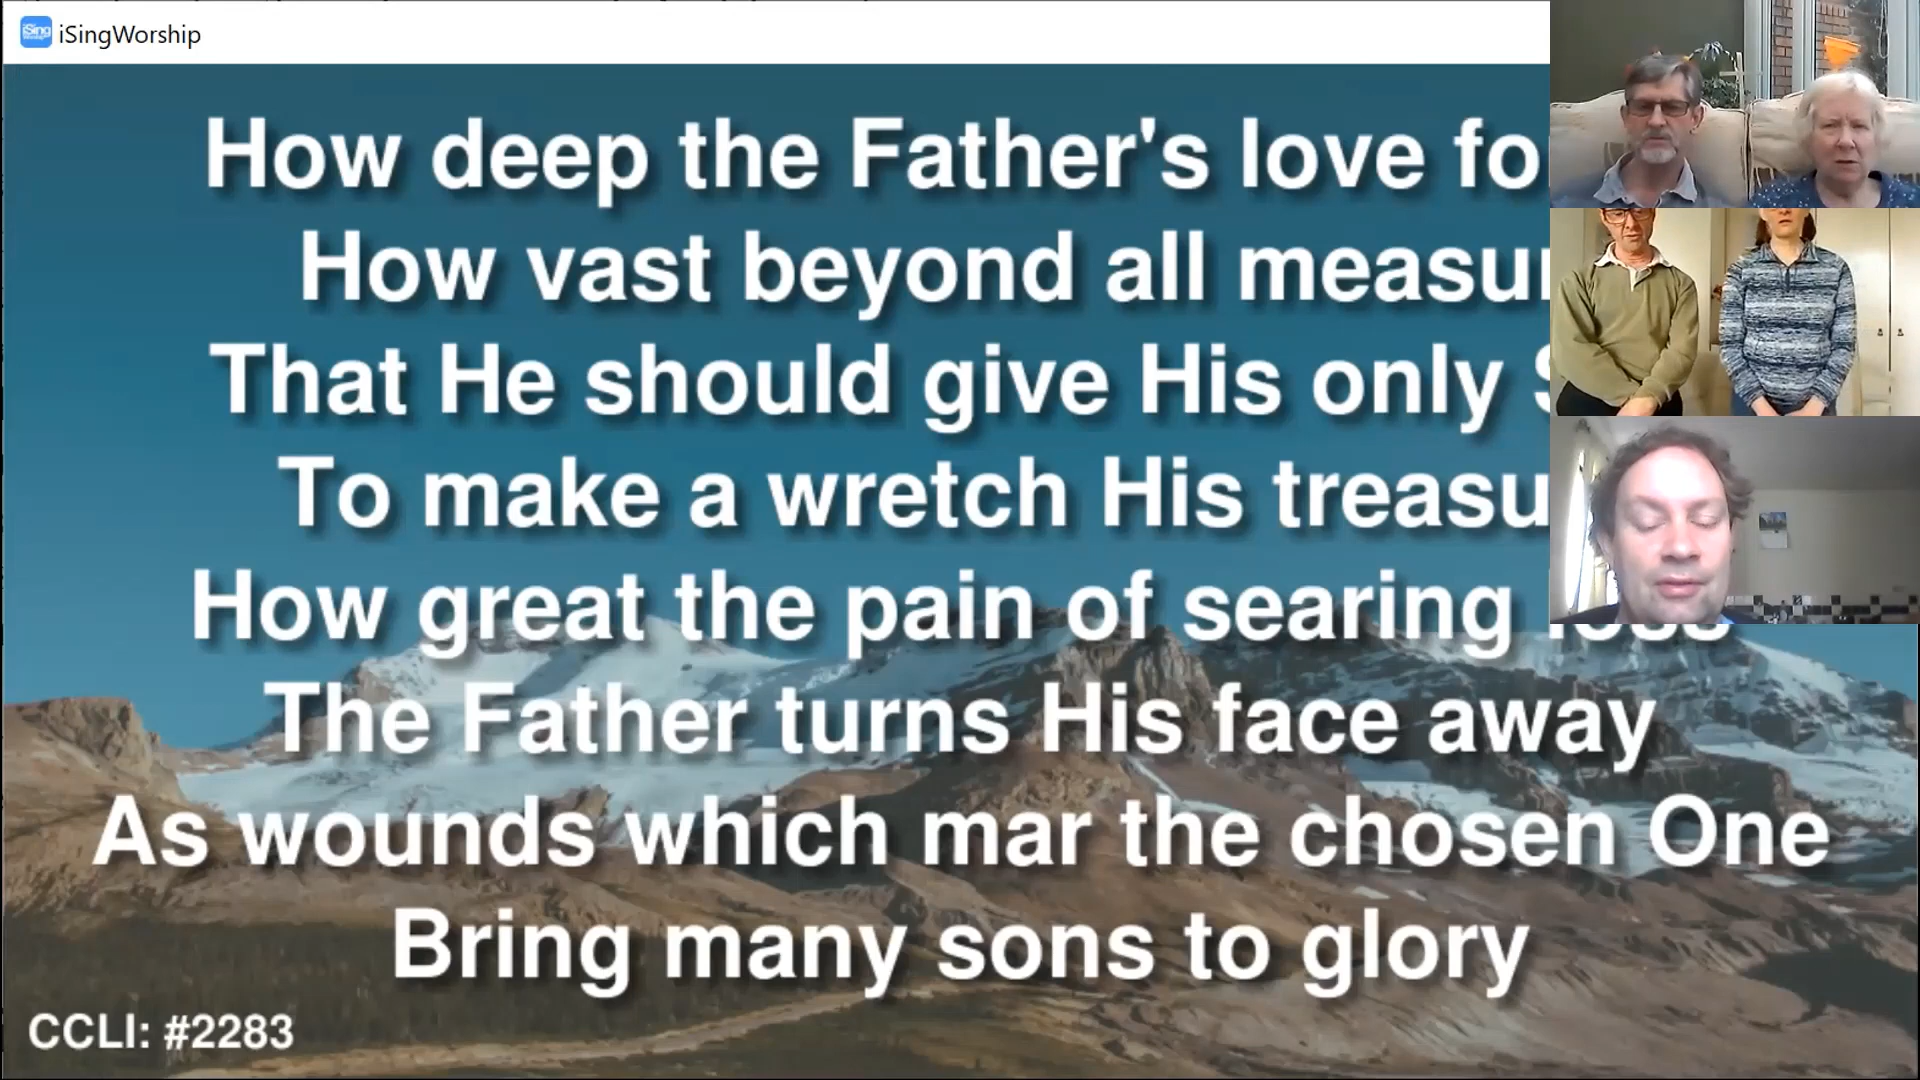 iSingWorship
How deep the Father's love fo
How vast beyond all measur
That He should give His only S
To make a wretch His treasu
How great the pain of searing loss
The Father turns His face away
As wounds which mar the chosen One
Bring many sons to glory
CCLI: #2283